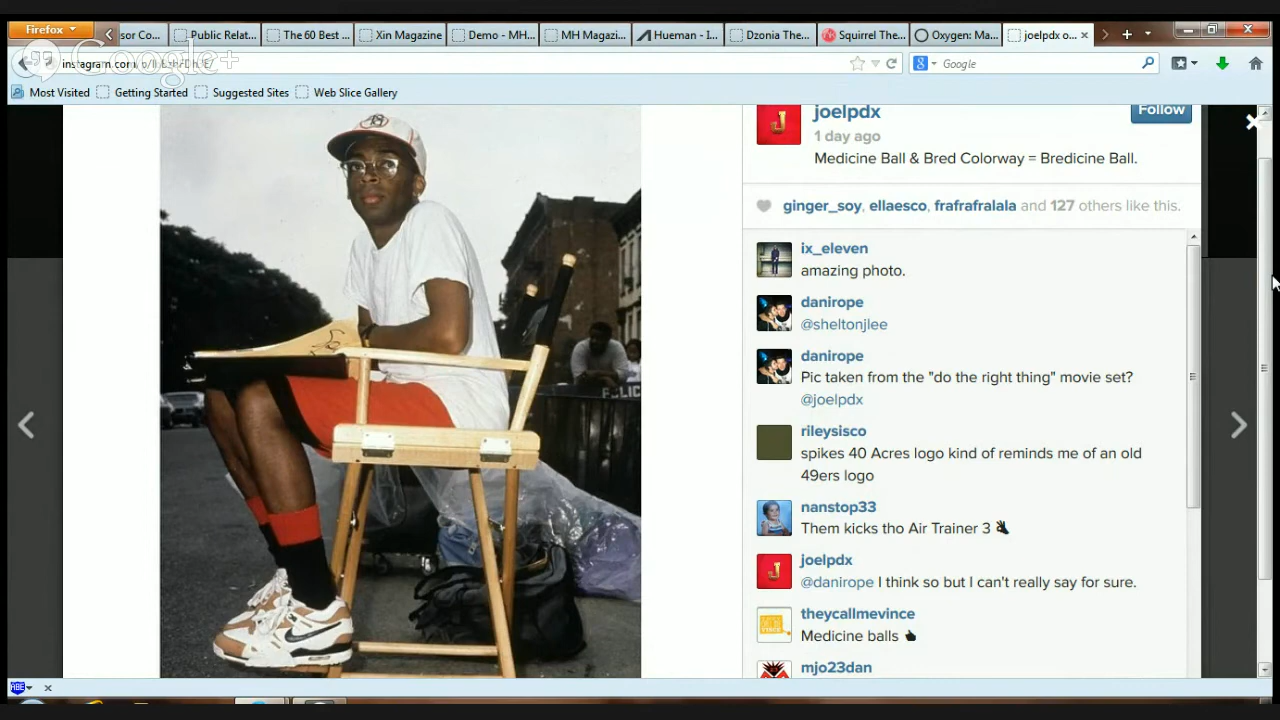 Firefox
sor Co...
Public Relat...
The 60 Best ...
Xin Magazine
Demo - MH...
MH Magazi...
Hueman - I...
Dzonia The...
Squirrel The...
Oxygen: Ma...
joelpdx o...
Google+
Google
Most Visited
Getting Started
Suggested Sites
Web Slice Gallery
joelpdx
Follow
1 day ago
Medicine Ball & Bred Colorway = Bredicine Ball.
ginger_soy, ellaesco, frafrafralala and 127 others like this.
ix_eleven
amazing photo.
danirope
@sheltonjlee
danirope
Pic taken from the "do the right thing" movie set?
@joelpdx
rileysisco
spikes 40 Acres logo kind of reminds me of an old
49ers logo
nanstop33
Them kicks tho Air Trainer 3
joelpdx
@danirope I think so but I can't really say for sure.
theycallmevince
Medicine balls
mjo23dan
ABE